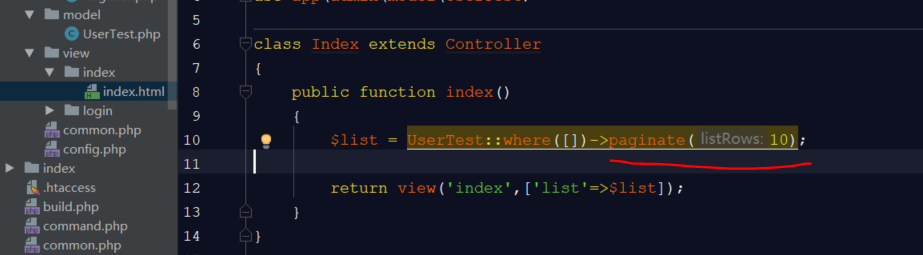 model
UserTest.php
view
index
index.html
login
common.php
config.php
index
.htaccess
build.php
command.php
common.php
5
6 class Index extends Controller
7 {
8 public function index()
9 {
10 $list = UserTest::where([])->paginate( listRows: 10);
11
12 return view('index',['list'=>$list]);
13 }
14 }